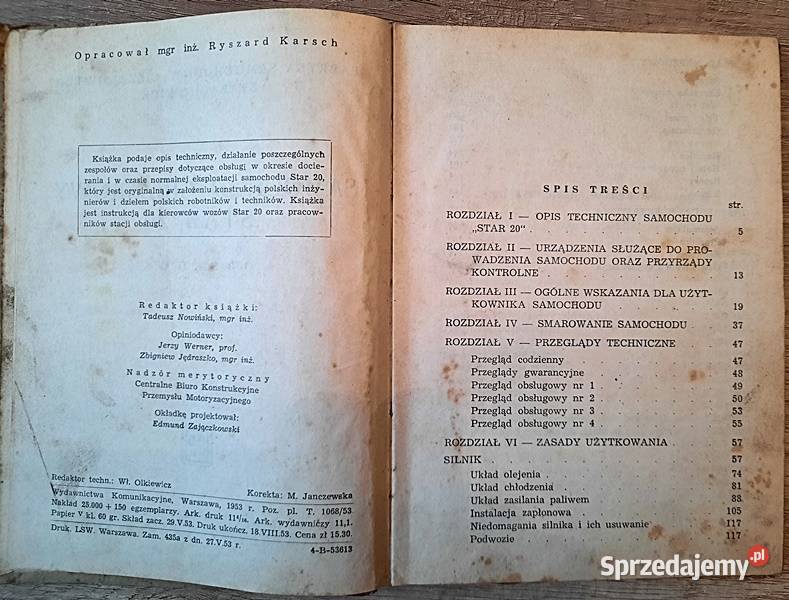 Opracował mgr inż. Ryszard Karsch
Książka podaje opis techniczny, działanie poszczególnych
zespołów oraz przepisy dotyczące obsługi w okresie docie-
rania i w czasie normalnej eksploatacji samochodu Star 20,
który jest oryginalną w założeniu konstrukcją polskich inży-
nierów i dziełem polskich robotników i techników. Książka
jest instrukcją dla kierowców wozów Star 20 oraz pracow-
ników stacji obsługi.
Redaktor książki:
Tadeusz Nowiński, mgr inż.
Opiniodawcy:
Jerzy Werner, prof.
Zbigniew Jędraszko, mgr inż.
Nadzór merytoryczny
Centralne Biuro Konstrukcyjne
Przemysłu Motoryzacyjnego
Okładkę projektował:
Edmund Zajączkowski
Redaktor techn.: Wł. Olkiewicz Korekta: M. Janczewska
Wydawnictwa Komunikacyjne, Warszawa, 1953 r. Poz. pl. T. 1068/53
Nakład 25.000 + 150 egzemplarzy. Ark. druk 11⁴/₁₆. Ark. wydawniczy 11,1.
Papier V kl. 60 gr. Skład zacz. 29.V.53. Druk ukończ. 18.VIII.53. Cena zł 15.30.
Druk. LSW. Warszawa. Zam. 435a z dn. 27.V.53 r. 4-B-53613
SPIS TREŚCI
str.
ROZDZIAŁ I — OPIS TECHNICZNY SAMOCHODU
„STAR 20“ . . . . . . . . 5
ROZDZIAŁ II — URZĄDZENIA SŁUŻĄCE DO PRO-
WADZENIA SAMOCHODU ORAZ PRZYRZĄDY
KONTROLNE . . . . . . . . 13
ROZDZIAŁ III — OGÓLNE WSKAZANIA DLA UŻYT-
KOWNIKA SAMOCHODU . . . . . . 19
ROZDZIAŁ IV — SMAROWANIE SAMOCHODU . . 37
ROZDZIAŁ V — PRZEGLĄDY TECHNICZNE . . 47
Przegląd codzienny . . . . . . 47
Przeglądy gwarancyjne . . . . . 48
Przegląd obsługowy nr 1 . . . . . 49
Przegląd obsługowy nr 2 . . . . . 50
Przegląd obsługowy nr 3 . . . . . 53
Przegląd obsługowy nr 4 . . . . . 55
ROZDZIAŁ VI — ZASADY UŻYTKOWANIA . . . 57
SILNIK . . . . . . . . . 57
Układ olejenia . . . . . . . 74
Układ chłodzenia . . . . . . 81
Układ zasilania paliwem . . . . . 88
Instalacja zapłonowa . . . . . . 105
Niedomagania silnika i ich usuwanie . . . 117
Podwozie . . . . . . . . 117
Sprzedajemy.pl